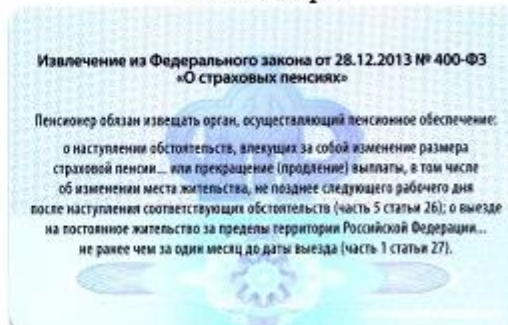 Извлечение из Федерального закона от 28.12.2013 № 400-ФЗ
«О страховых пенсиях»
Пенсионер обязан извещать орган, осуществляющий пенсионное обеспечение:
о наступлении обстоятельств, влекущих за собой изменение размера
страховой пенсии... или прекращение (продление) выплаты, в том числе
об изменении места жительства, не позднее следующего рабочего дня
после наступления соответствующих обстоятельств (часть 5 статьи 26); о выезде
на постоянное жительство за пределы территории Российской Федерации...
не ранее чем за один месяц до даты выезда (часть 1 статьи 27).